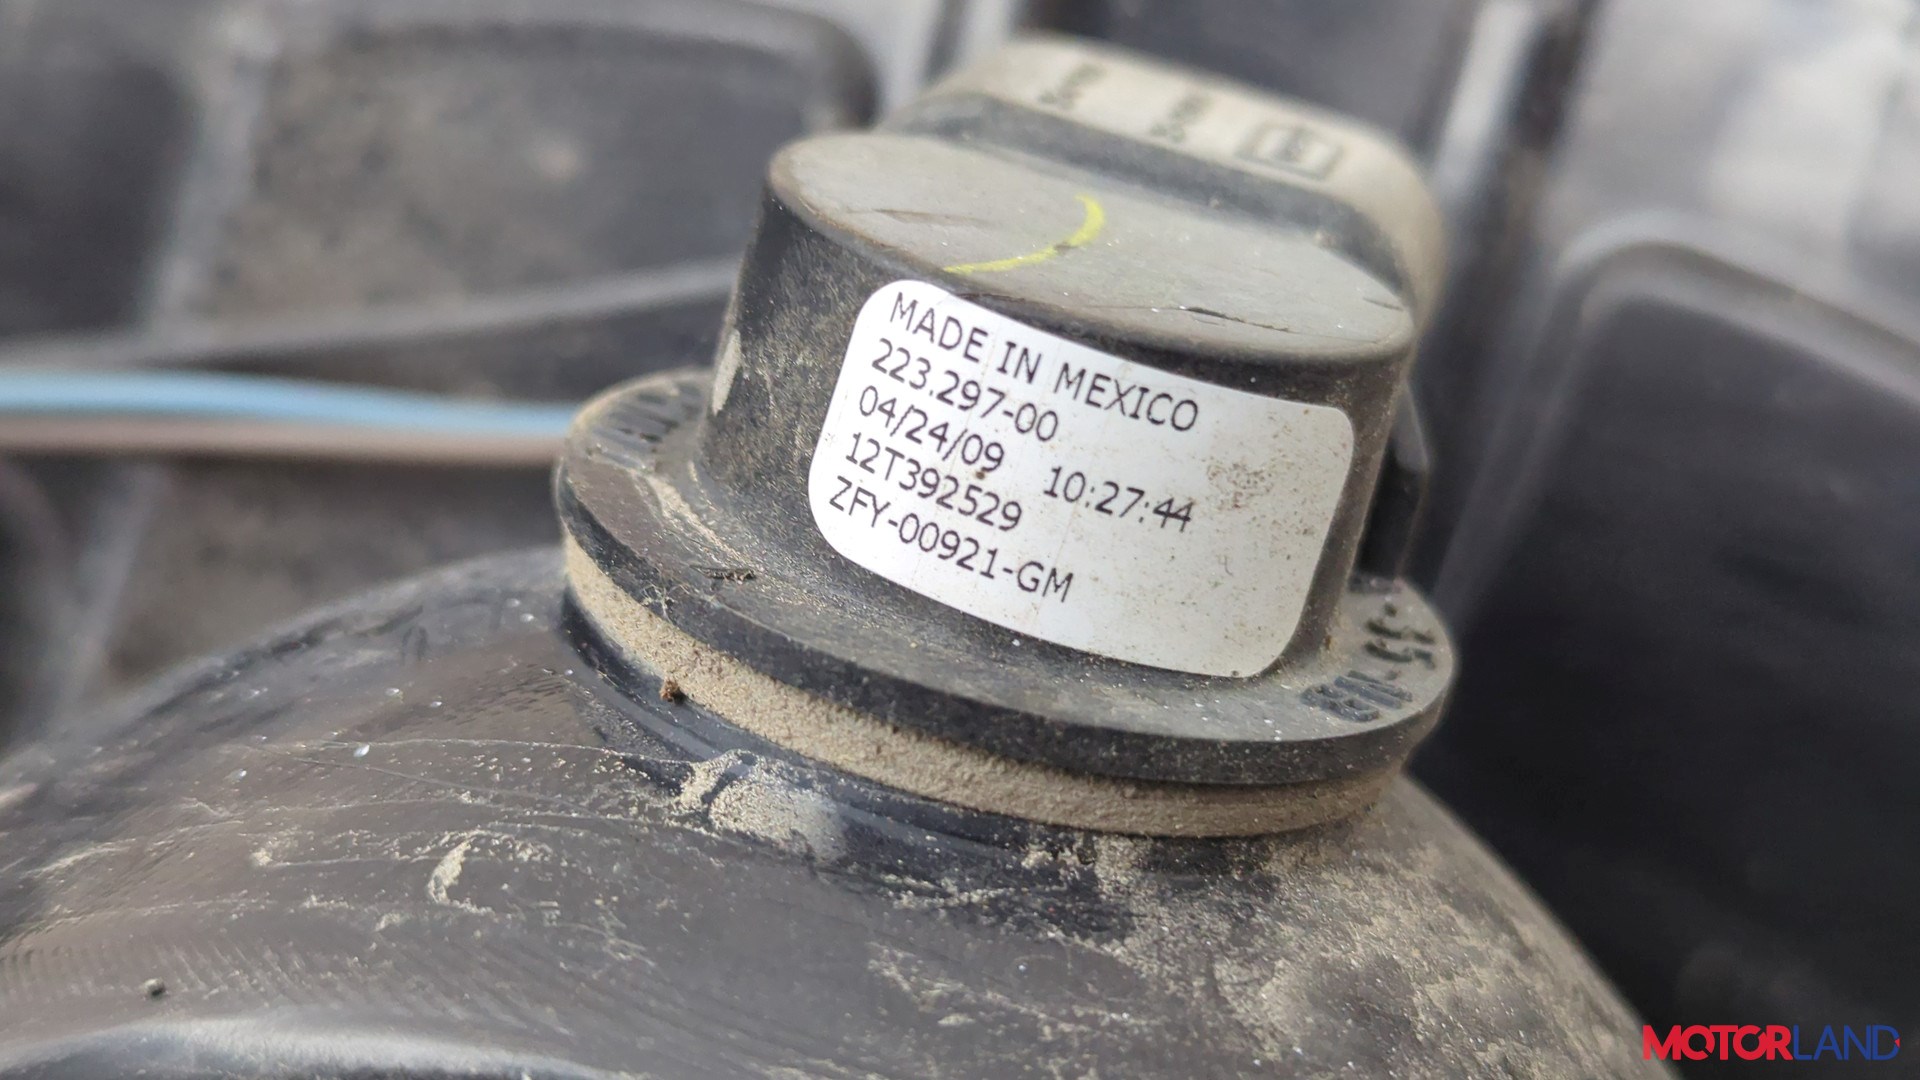 MADE IN MEXICO
223.297-00
04/24/09 10:27:44
12T392529
ZFY-00921-GM
MOTORLAND